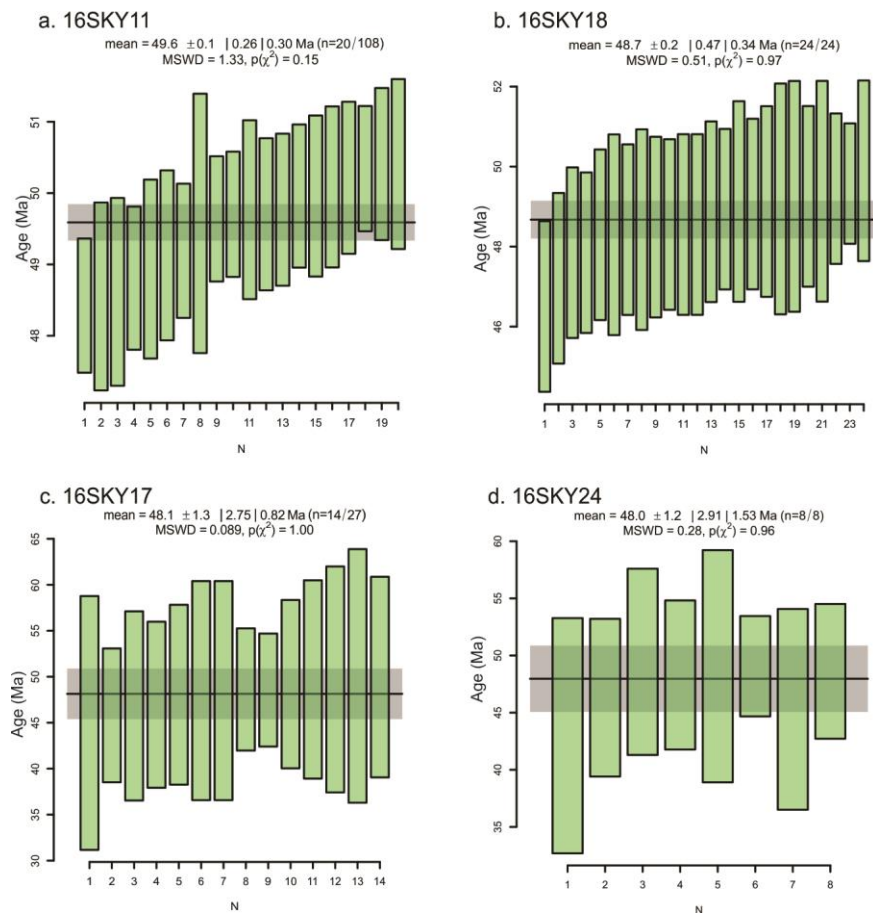 a. 16SKY11
mean = 49.6 ±0.1 | 0.26 | 0.30 Ma (n=20/108)
MSWD = 1.33, p(χ²) = 0.15
Age (Ma)
51
50
49
48
1 2 3 4 5 6 7 8 9 11 13 15 17 19
N
b. 16SKY18
mean = 48.7 ±0.2 | 0.47 | 0.34 Ma (n=24/24)
MSWD = 0.51, p(χ²) = 0.97
Age (Ma)
52
50
48
46
1 3 5 7 9 11 13 15 17 19 21 23
N
c. 16SKY17
mean = 48.1 ±1.3 | 2.75 | 0.82 Ma (n=14/27)
MSWD = 0.089, p(χ²) = 1.00
Age (Ma)
65
60
55
50
45
40
35
30
1 2 3 4 5 6 7 8 9 10 11 12 13 14
N
d. 16SKY24
mean = 48.0 ±1.2 | 2.91 | 1.53 Ma (n=8/8)
MSWD = 0.28, p(χ²) = 0.96
Age (Ma)
60
55
50
45
40
35
1 2 3 4 5 6 7 8
N